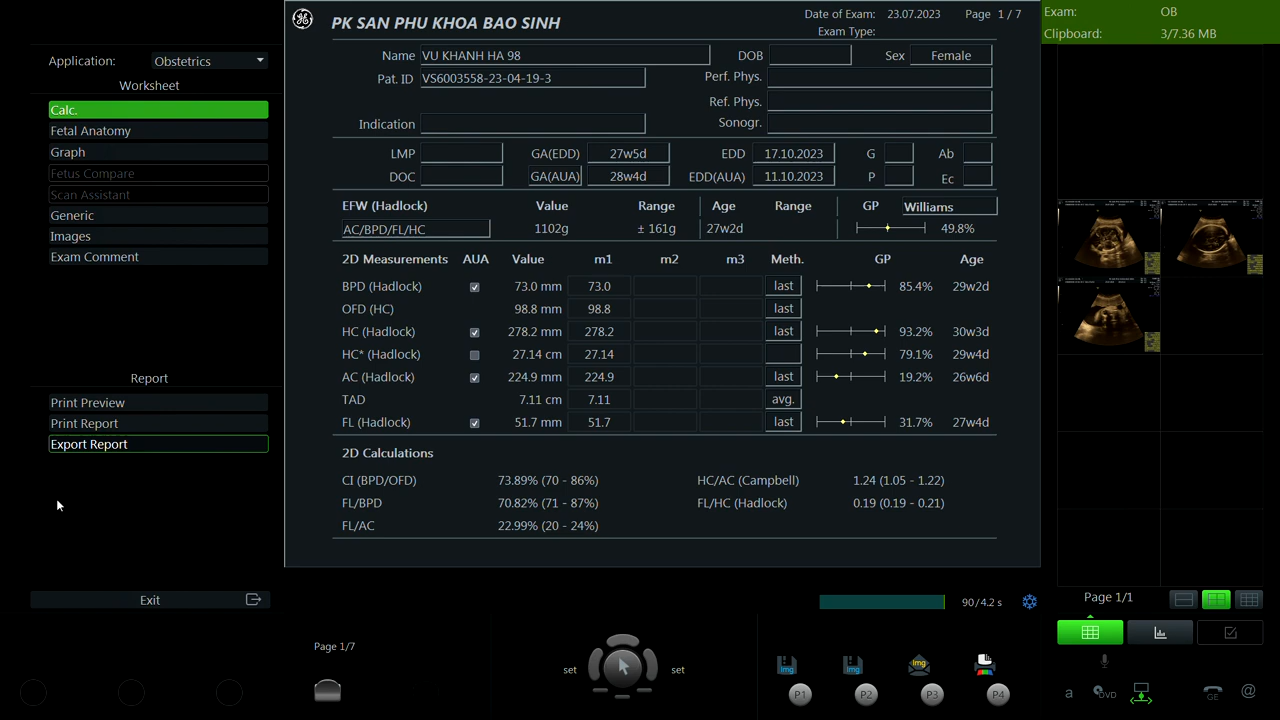 PK SAN PHU KHOA BAO SINH
Date of Exam: 23.07.2023 Page 1 / 7
Exam Type:
Exam: OB
Clipboard: 3/7.36 MB
Application: Obstetrics
Worksheet
Calc.
Fetal Anatomy
Graph
Fetus Compare
Scan Assistant
Generic
Images
Exam Comment
Report
Print Preview
Print Report
Export Report
Exit
Name VU KHANH HA 98 DOB Sex Female
Pat. ID VS6003558-23-04-19-3 Perf. Phys.
Ref. Phys.
Indication Sonogr.
LMP GA(EDD) 27w5d EDD 17.10.2023 G Ab
DOC GA(AUA) 28w4d EDD(AUA) 11.10.2023 P Ec
EFW (Hadlock) Value Range Age Range GP Williams
AC/BPD/FL/HC 1102g ± 161g 27w2d 49.8%
2D Measurements AUA Value m1 m2 m3 Meth. GP Age
BPD (Hadlock) 73.0 mm 73.0 last 85.4% 29w2d
OFD (HC) 98.8 mm 98.8 last
HC (Hadlock) 278.2 mm 278.2 last 93.2% 30w3d
HC* (Hadlock) 27.14 cm 27.14 79.1% 29w4d
AC (Hadlock) 224.9 mm 224.9 last 19.2% 26w6d
TAD 7.11 cm 7.11 avg.
FL (Hadlock) 51.7 mm 51.7 last 31.7% 27w4d
2D Calculations
CI (BPD/OFD) 73.89% (70 - 86%) HC/AC (Campbell) 1.24 (1.05 - 1.22)
FL/BPD 70.82% (71 - 87%) FL/HC (Hadlock) 0.19 (0.19 - 0.21)
FL/AC 22.99% (20 - 24%)
90/4.2 s
Page 1/1
Page 1/7
set set
Img Img Img
P1 P2 P3 P4
a DVD GE @